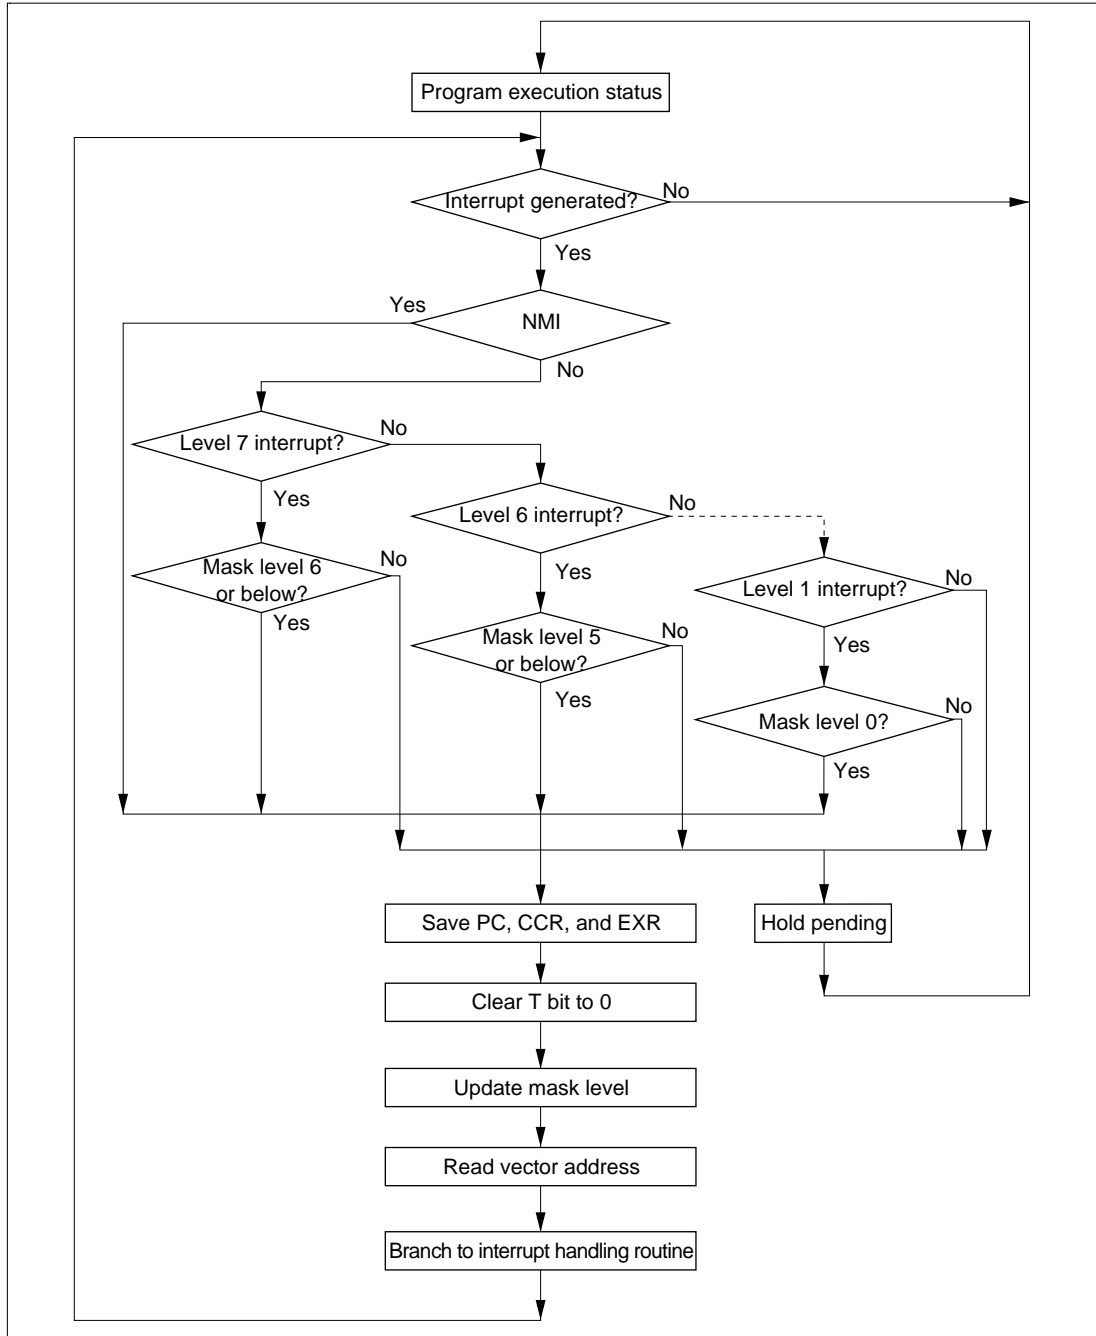 Program execution status
Interrupt generated?
No
Yes
Yes
NMI
No
Level 7 interrupt?
No
Yes
Level 6 interrupt?
No
Mask level 6
or below?
No
Yes
Yes
Level 1 interrupt?
No
Mask level 5
or below?
No
Yes
Yes
Mask level 0?
No
Yes
Save PC, CCR, and EXR
Hold pending
Clear T bit to 0
Update mask level
Read vector address
Branch to interrupt handling routine